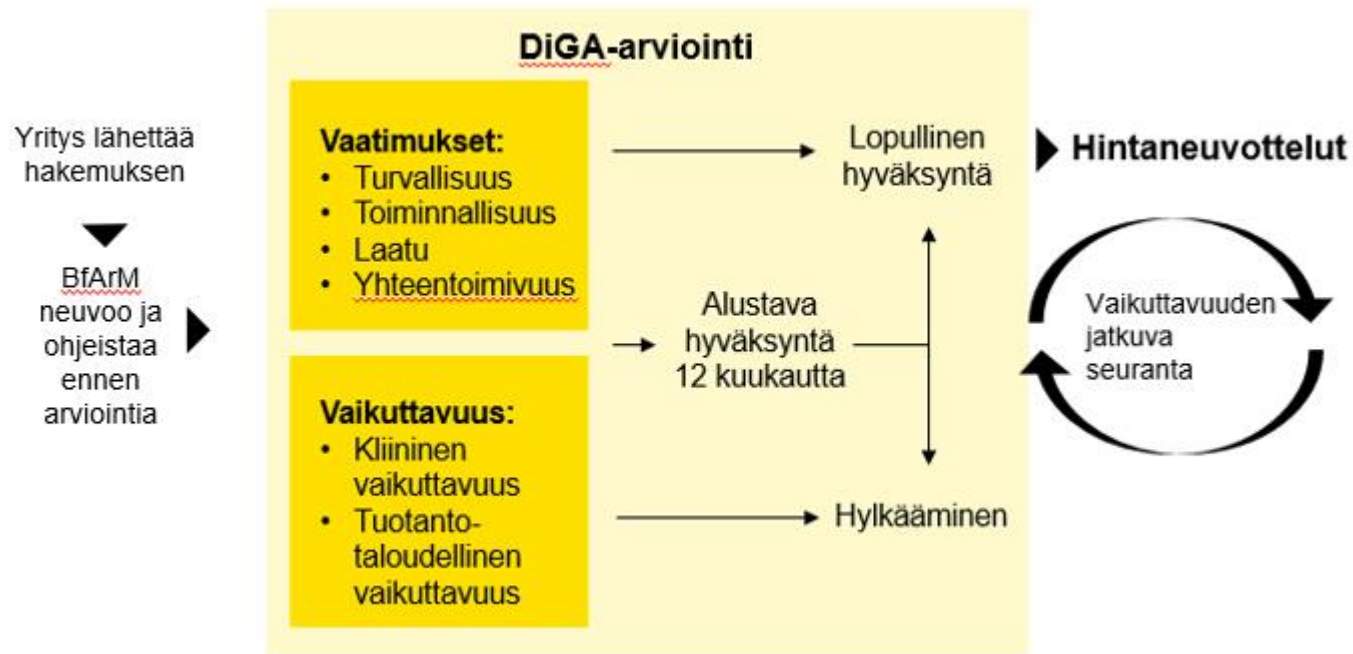 DiGA-arviointi
Yritys lähettää
hakemuksen
BfArM
neuvoo ja
ohjeistaa
ennen
arviointia
Vaatimukset:
• Turvallisuus
• Toiminnallisuus
• Laatu
• Yhteentoimivuus
Vaikuttavuus:
• Kliininen
vaikuttavuus
• Tuotanto-
taloudellinen
vaikuttavuus
Alustava
hyväksyntä
12 kuukautta
Lopullinen
hyväksyntä
Hylkääminen
Hintaneuvottelut
Vaikuttavuuden
jatkuva
seuranta